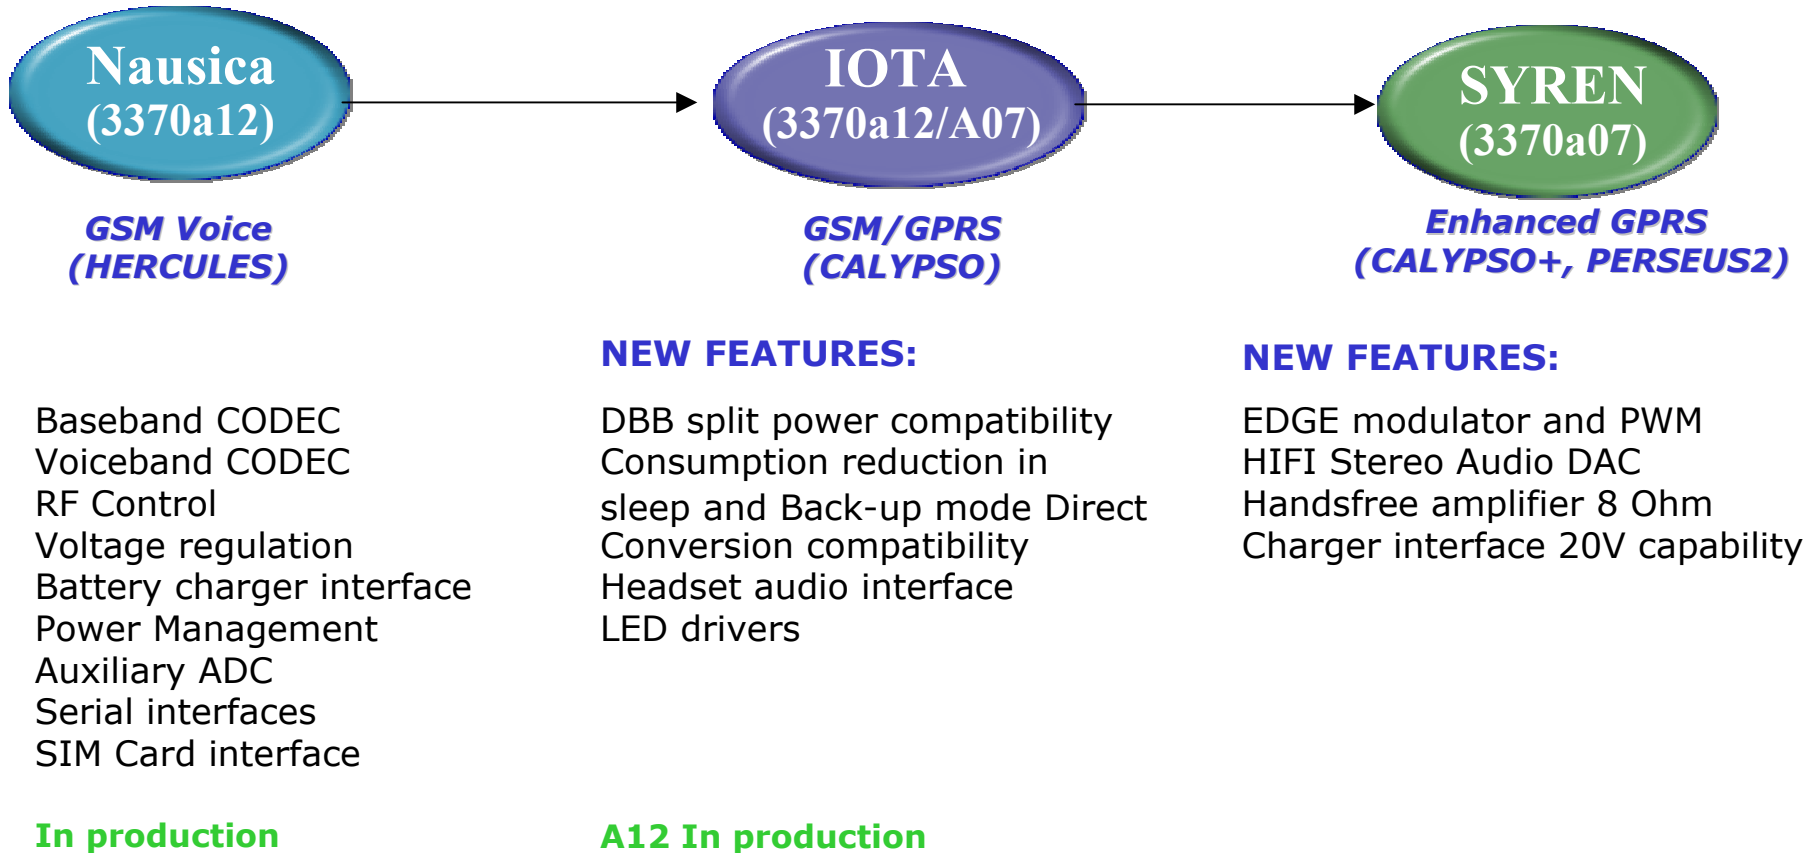 Nausica
(3370a12)
IOTA
(3370a12/A07)
SYREN
(3370a07)
GSM Voice
(HERCULES)
GSM/GPRS
(CALYPSO)
Enhanced GPRS
(CALYPSO+, PERSEUS2)
Baseband CODEC
Voiceband CODEC
RF Control
Voltage regulation
Battery charger interface
Power Management
Auxiliary ADC
Serial interfaces
SIM Card interface
In production
NEW FEATURES:
DBB split power compatibility
Consumption reduction in
sleep and Back-up mode Direct
Conversion compatibility
Headset audio interface
LED drivers
A12 In production
NEW FEATURES:
EDGE modulator and PWM
HIFI Stereo Audio DAC
Handsfree amplifier 8 Ohm
Charger interface 20V capability